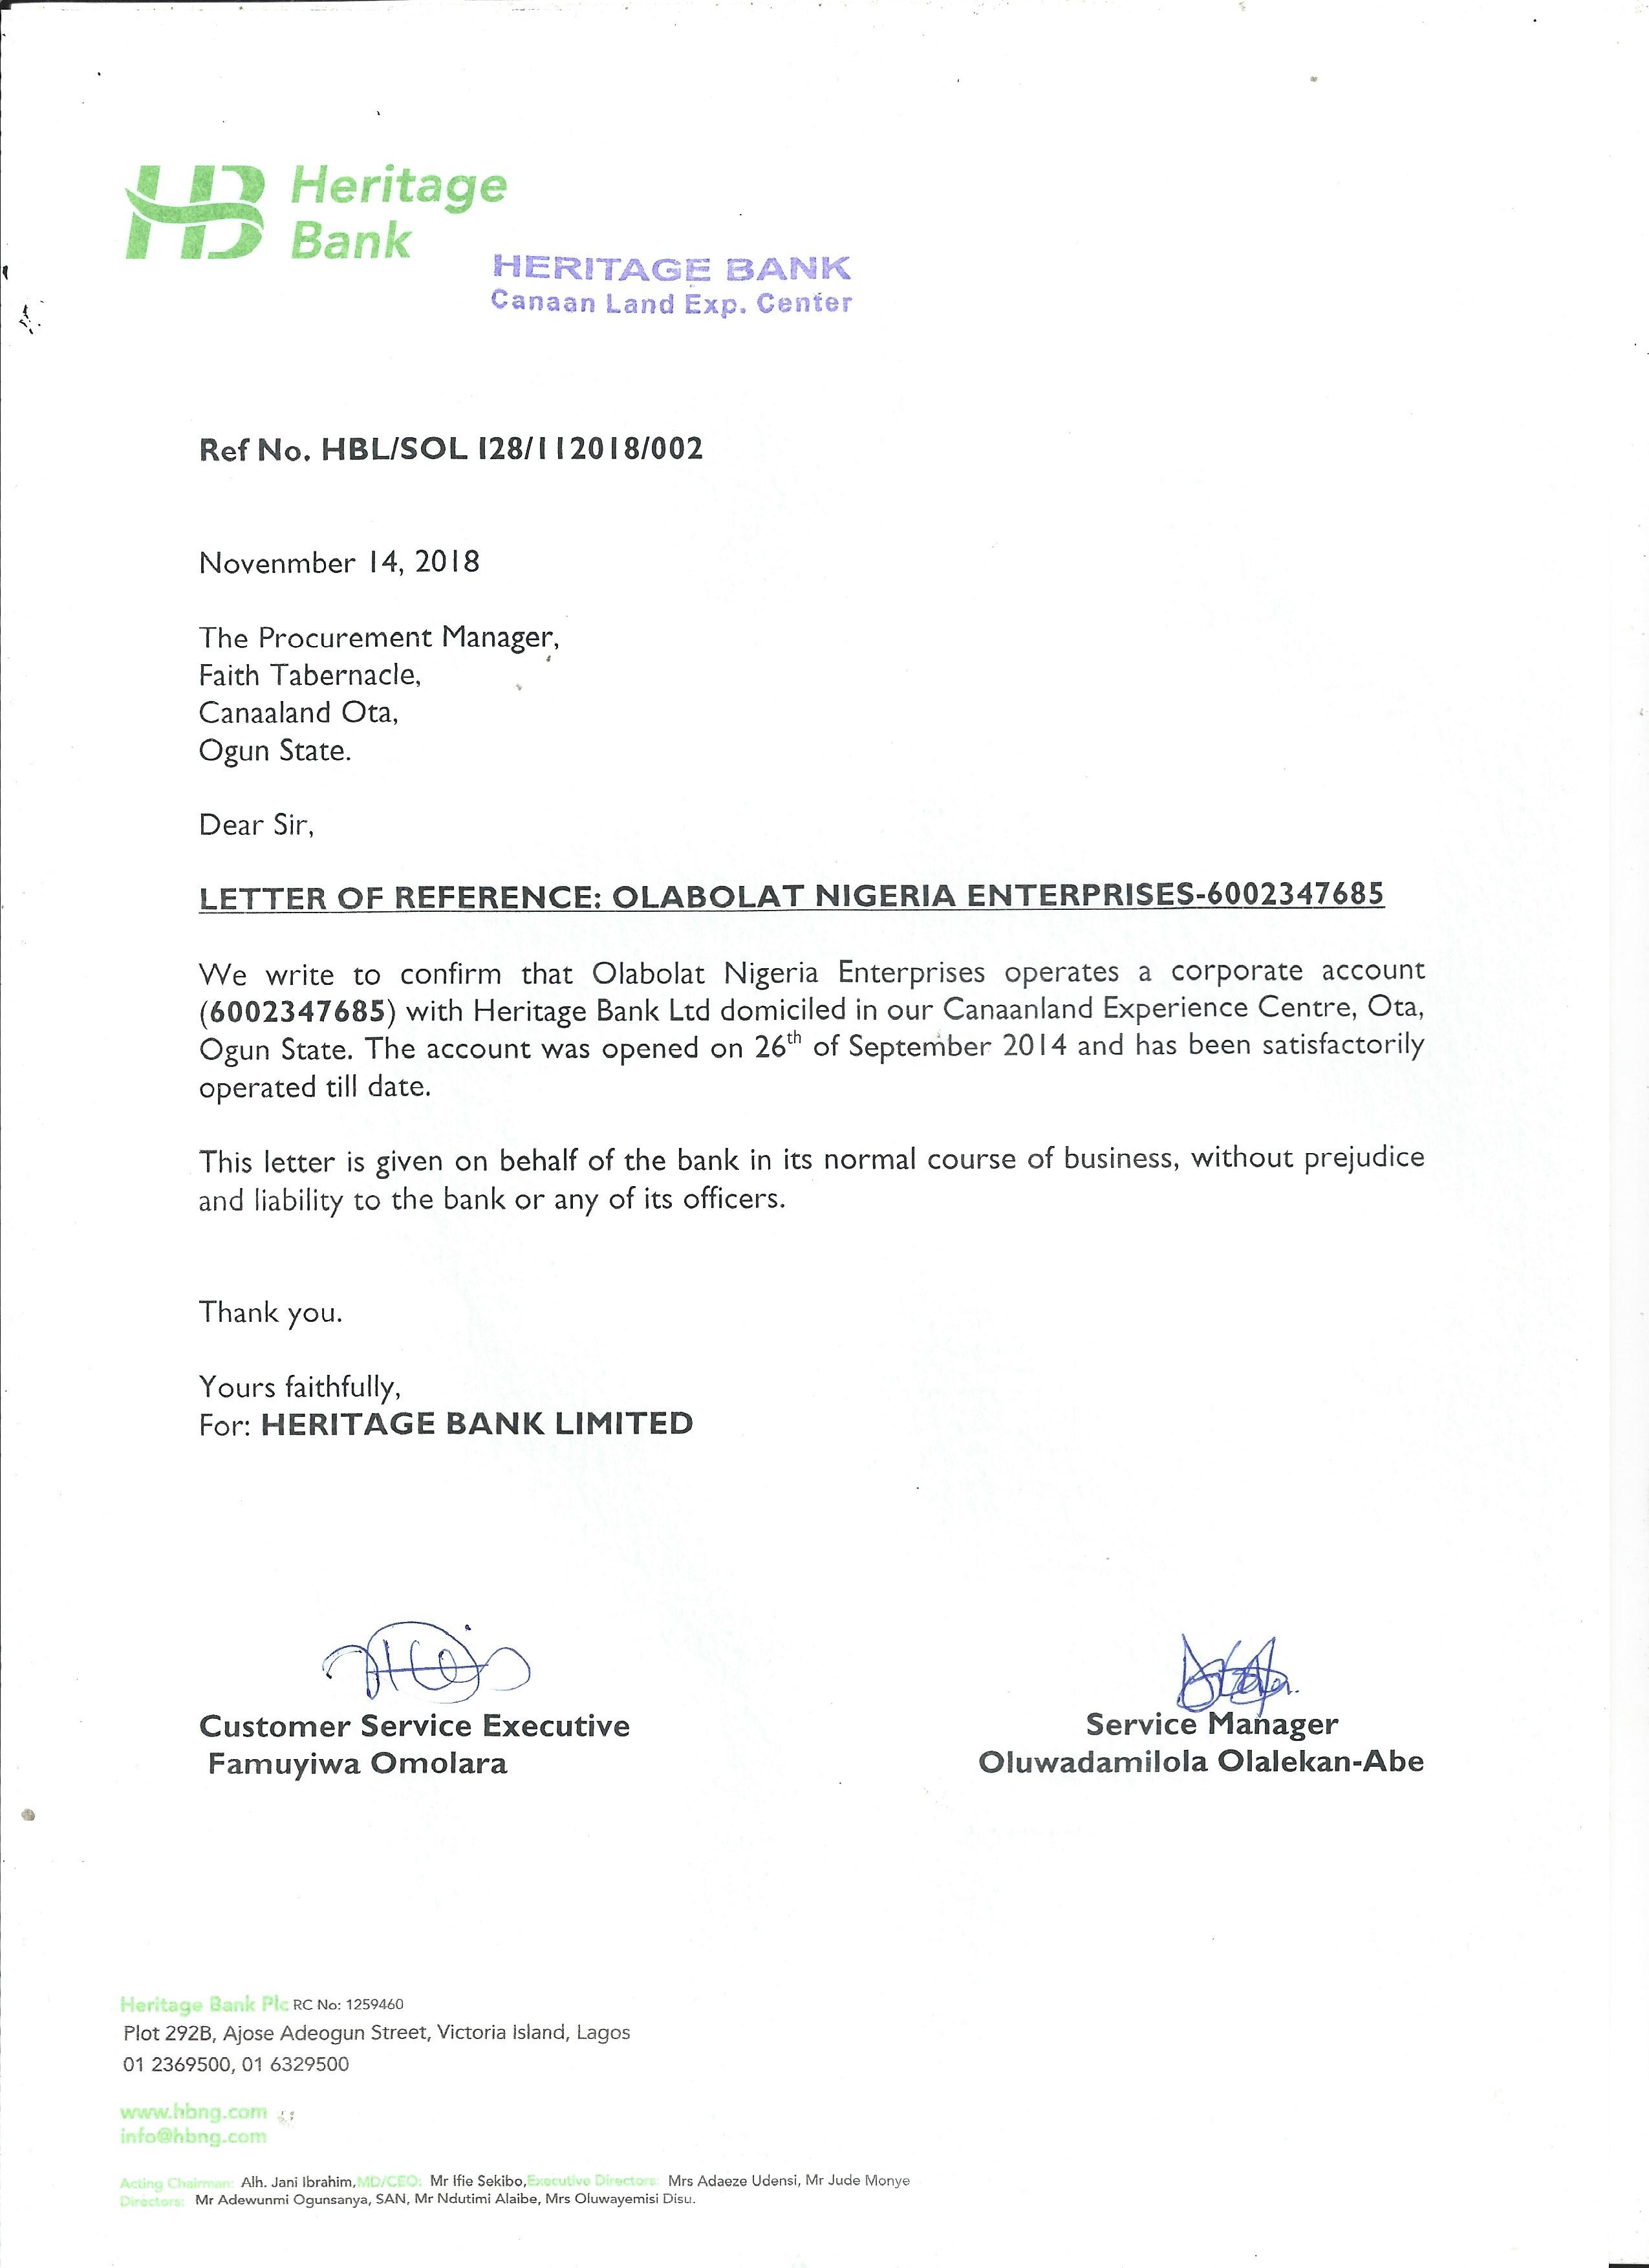 HB Heritage
Bank
HERITAGE BANK
Canaan Land Exp. Center
Ref No. HBL/SOL 128/112018/002
Novenmber 14, 2018
The Procurement Manager,
Faith Tabernacle,
Canaaland Ota,
Ogun State.
Dear Sir,
LETTER OF REFERENCE: OLABOLAT NIGERIA ENTERPRISES-6002347685
We write to confirm that Olabolat Nigeria Enterprises operates a corporate account
(6002347685) with Heritage Bank Ltd domiciled in our Canaanland Experience Centre, Ota,
Ogun State. The account was opened on 26th of September 2014 and has been satisfactorily
operated till date.
This letter is given on behalf of the bank in its normal course of business, without prejudice
and liability to the bank or any of its officers.
Thank you.
Yours faithfully,
For: HERITAGE BANK LIMITED
Customer Service Executive
Famuyiwa Omolara
Service Manager
Oluwadamilola Olalekan-Abe
Heritage Bank Plc RC No: 1259460
Plot 292B, Ajose Adeogun Street, Victoria Island, Lagos
01 2369500, 01 6329500
www.hbng.com
info@hbng.com
Acting Chairman: Alh. Jani Ibrahim, MD/CEO: Mr Ifie Sekibo, Executive Directors: Mrs Adaeze Udensi, Mr Jude Monye
Directors: Mr Adewunmi Ogunsanya, SAN, Mr Ndutimi Alaibe, Mrs Oluwayemisi Disu.